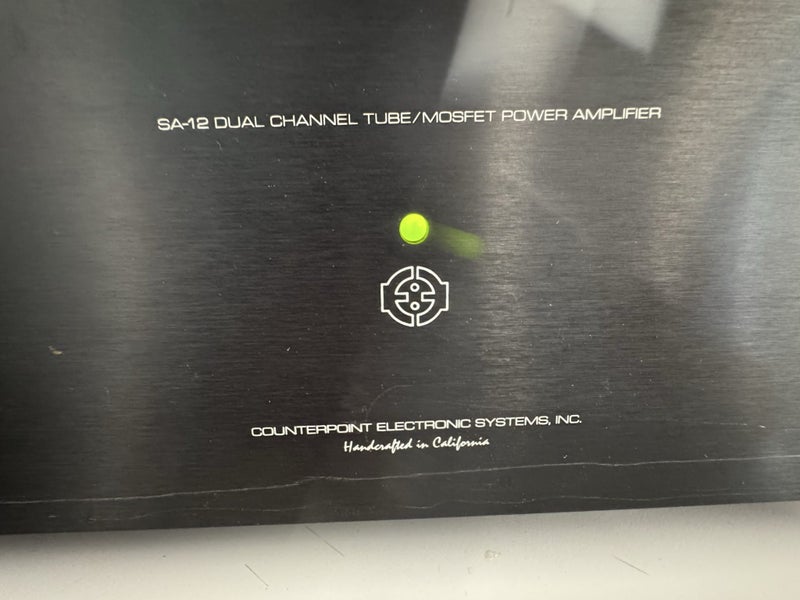 SA-12 DUAL CHANNEL TUBE/MOSFET POWER AMPLIFIER
COUNTERPOINT ELECTRONIC SYSTEMS, INC.
Handcrafted in California